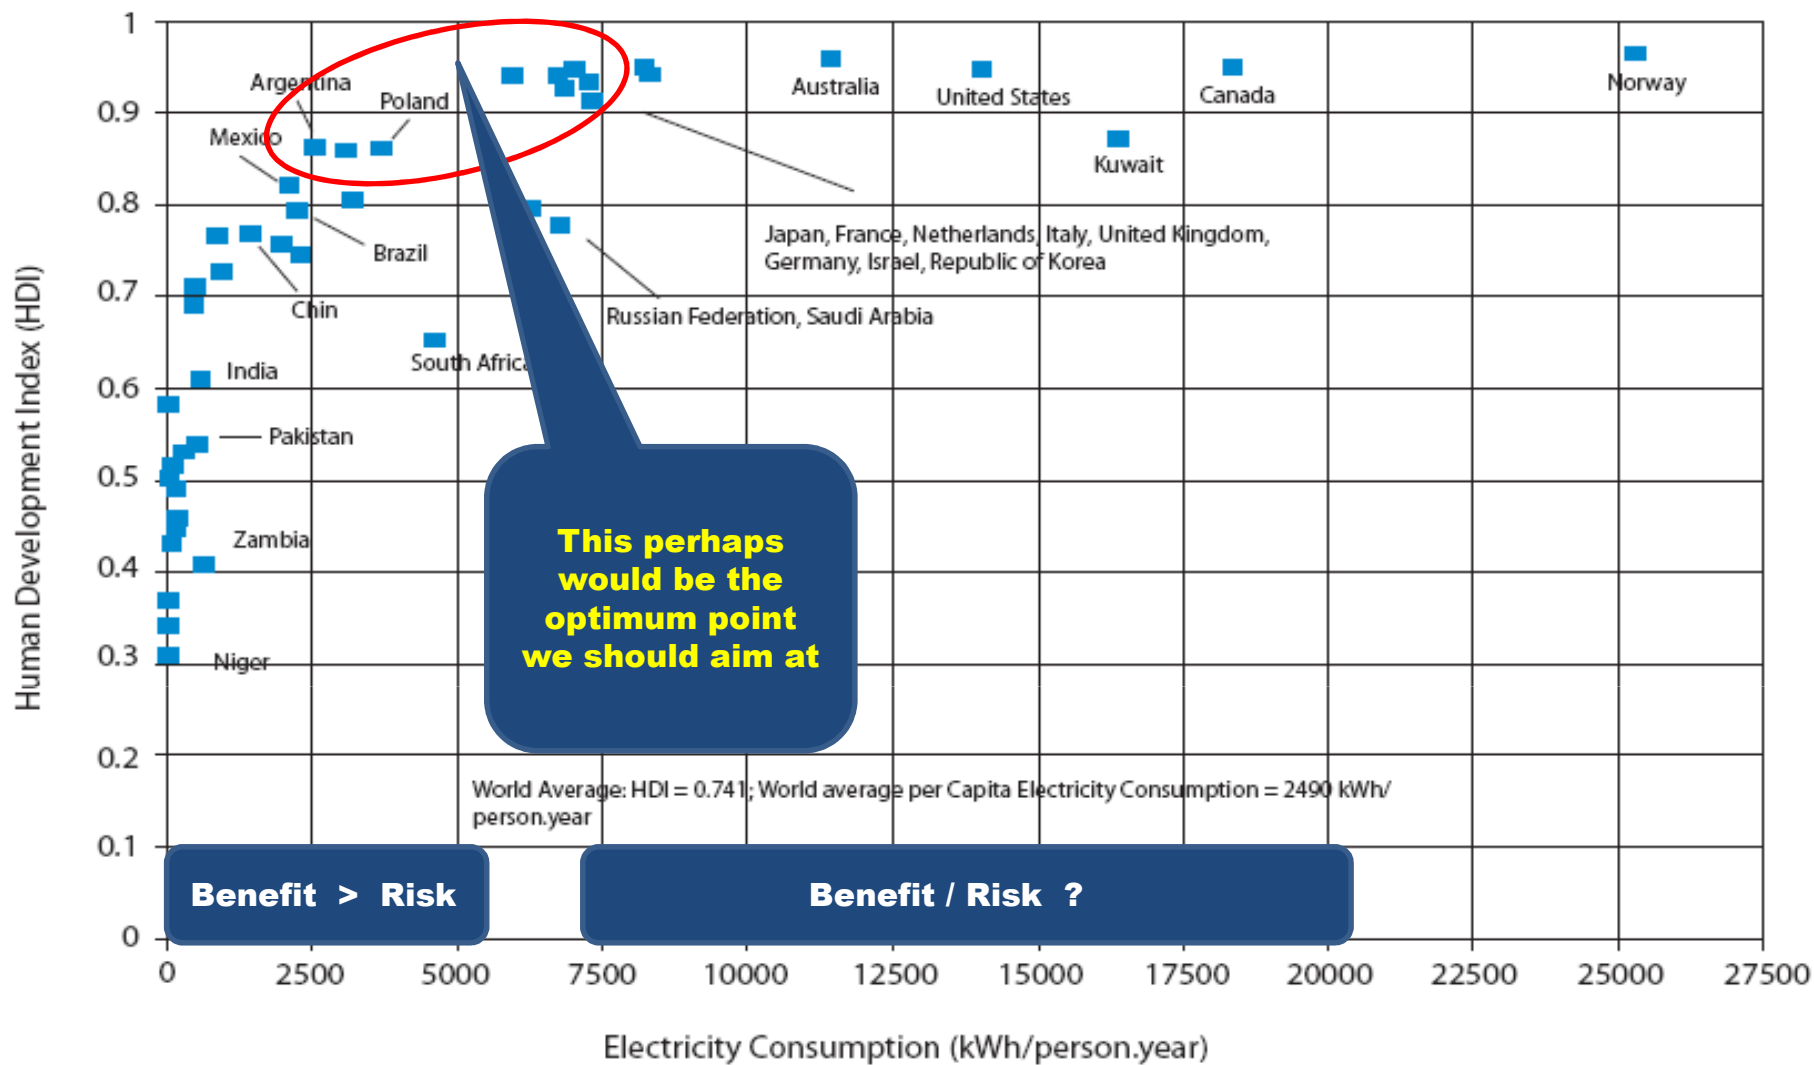 1
0.9
0.8
0.7
0.6
0.5
0.4
0.3
0.2
0.1
0
Human Development Index (HDI)
Argentina
Poland
Mexico
Brazil
Chin
India
Pakistan
Zambia
Niger
South Africa
Australia
United States
Canada
Norway
Kuwait
Japan, France, Netherlands, Italy, United Kingdom,
Germany, Israel, Republic of Korea
Russian Federation, Saudi Arabia
This perhaps
would be the
optimum point
we should aim at
World Average: HDI = 0.741; World average per Capita Electricity Consumption = 2490 kWh/
person.year
Benefit > Risk
Benefit / Risk ?
0 2500 5000 7500 10000 12500 15000 17500 20000 22500 25000 27500
Electricity Consumption (kWh/person.year)